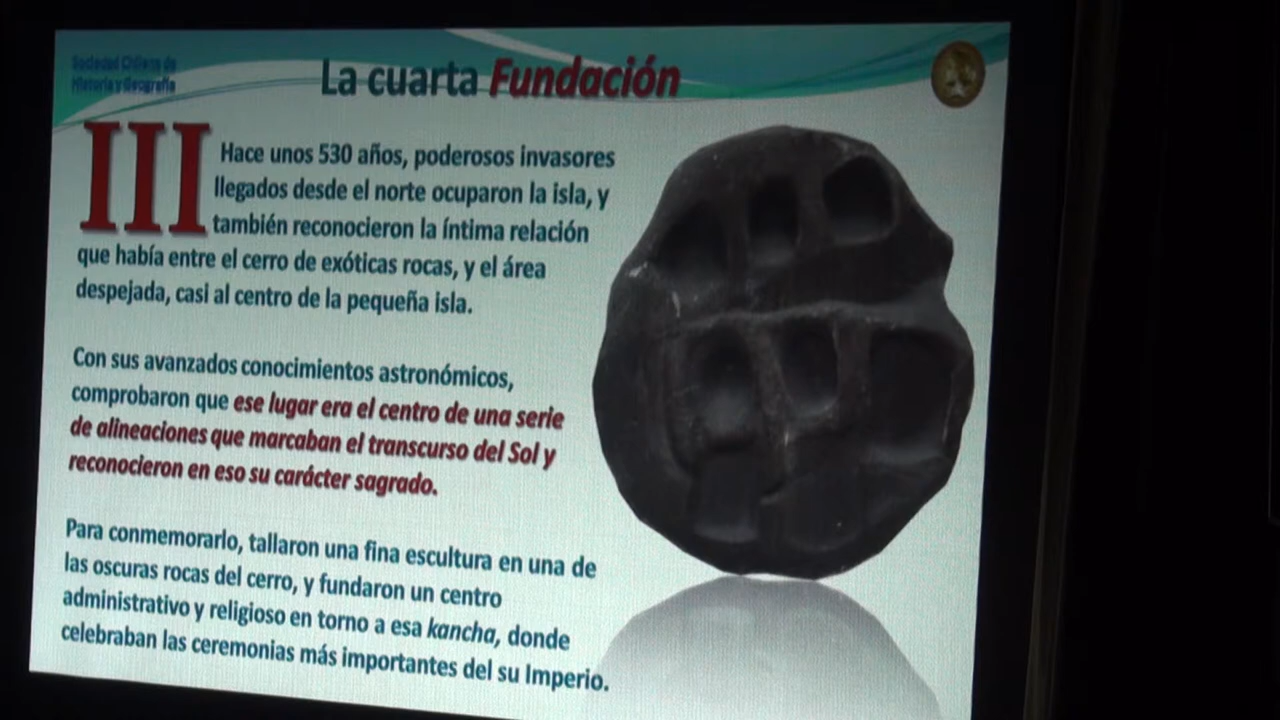 Sociedad Chilena de
Historia y Geografía
La cuarta Fundación
III
Hace unos 530 años, poderosos invasores
llegados desde el norte ocuparon la isla, y
también reconocieron la íntima relación
que había entre el cerro de exóticas rocas, y el área
despejada, casi al centro de la pequeña isla.
Con sus avanzados conocimientos astronómicos,
comprobaron que ese lugar era el centro de una serie
de alineaciones que marcaban el transcurso del Sol y
reconocieron en eso su carácter sagrado.
Para conmemorarlo, tallaron una fina escultura en una de
las oscuras rocas del cerro, y fundaron un centro
administrativo y religioso en torno a esa kancha, donde
celebraban las ceremonias más importantes del su Imperio.